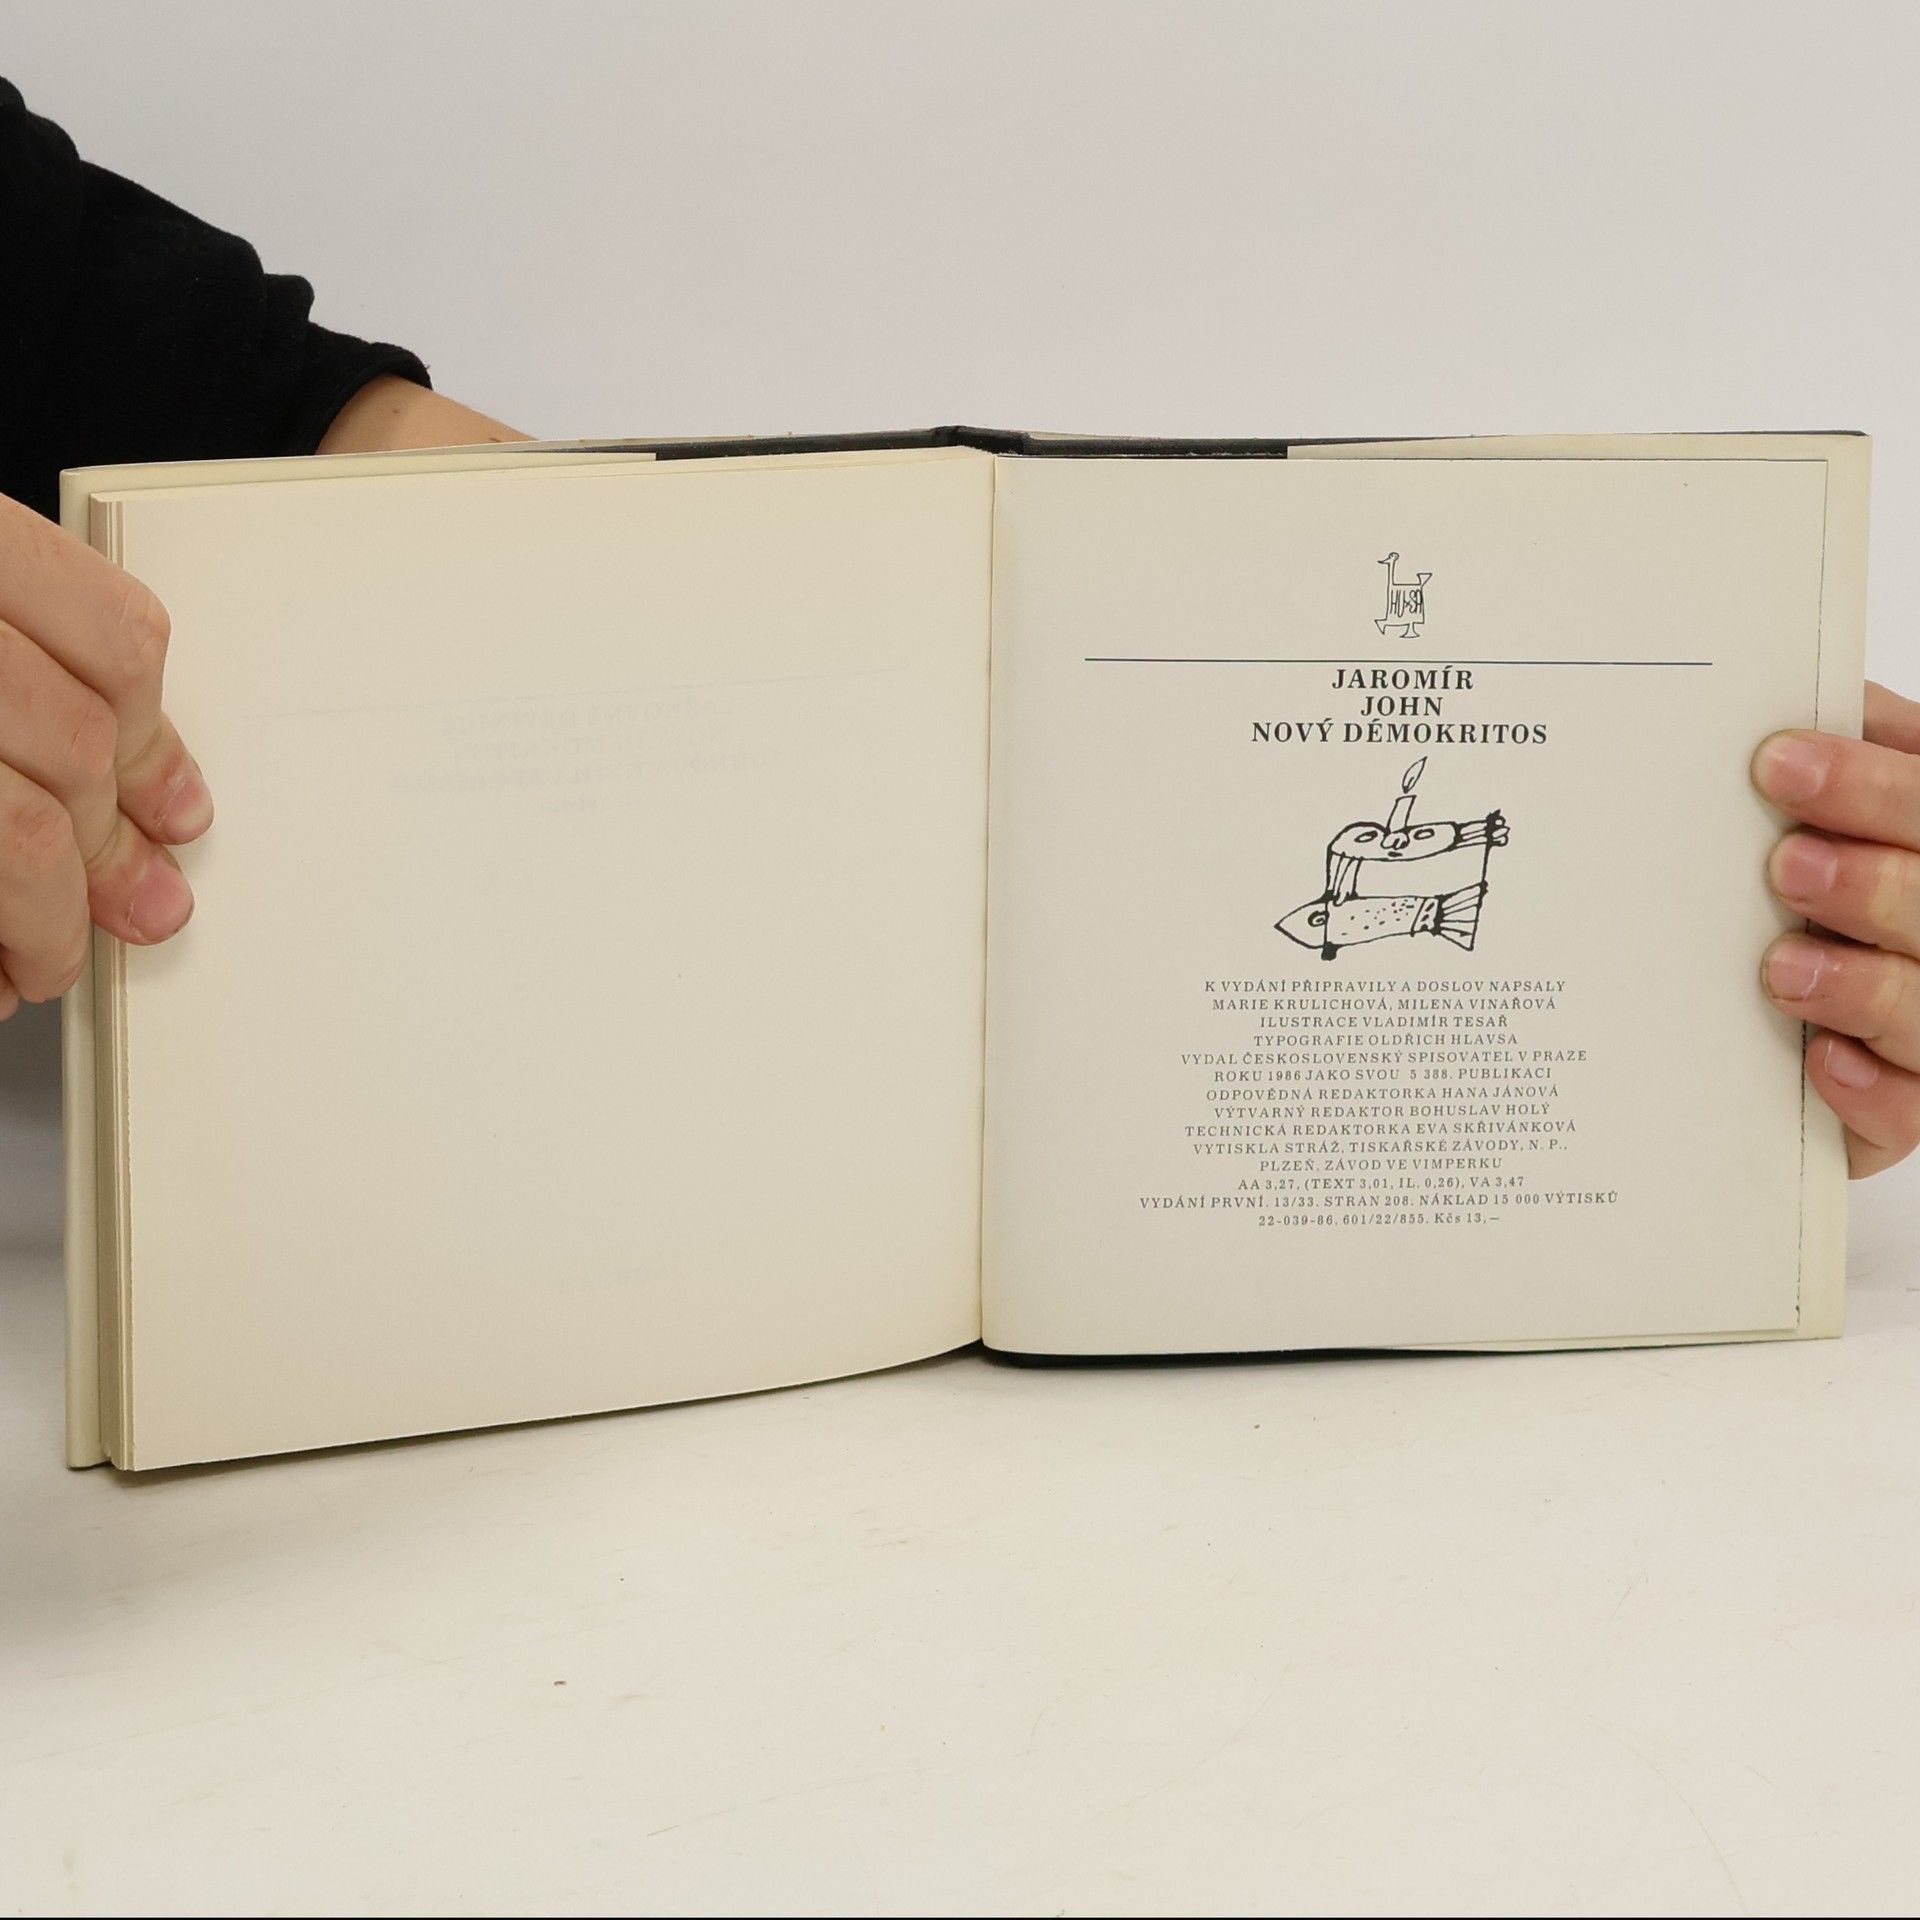 HUSA
JAROMÍR
JOHN
NOVÝ DÉMOKRITOS
K VYDÁNÍ PŘIPRAVILY A DOSLOV NAPSALY
MARIE KRULICHOVÁ, MILENA VINAŘOVÁ
ILUSTRACE VLADIMÍR TESAŘ
TYPOGRAFIE OLDŘICH HLAVSA
VYDAL ČESKOSLOVENSKÝ SPISOVATEL V PRAZE
ROKU 1986 JAKO SVOU 5 388. PUBLIKACI
ODPOVĚDNÁ REDAKTORKA HANA JÁNOVÁ
VÝTVARNÝ REDAKTOR BOHUSLAV HOLÝ
TECHNICKÁ REDAKTORKA EVA SKŘIVÁNKOVÁ
VYTISKLA STRÁŽ, TISKAŘSKÉ ZÁVODY, N. P.,
PLZEŇ, ZÁVOD VE VIMPERKU
AA 3,27, (TEXT 3,01, IL. 0,26), VA 3,47
VYDÁNÍ PRVNÍ. 13/33. STRAN 208. NÁKLAD 15 000 VÝTISKŮ
22-039-86. 601/22/855. Kčs 13,—